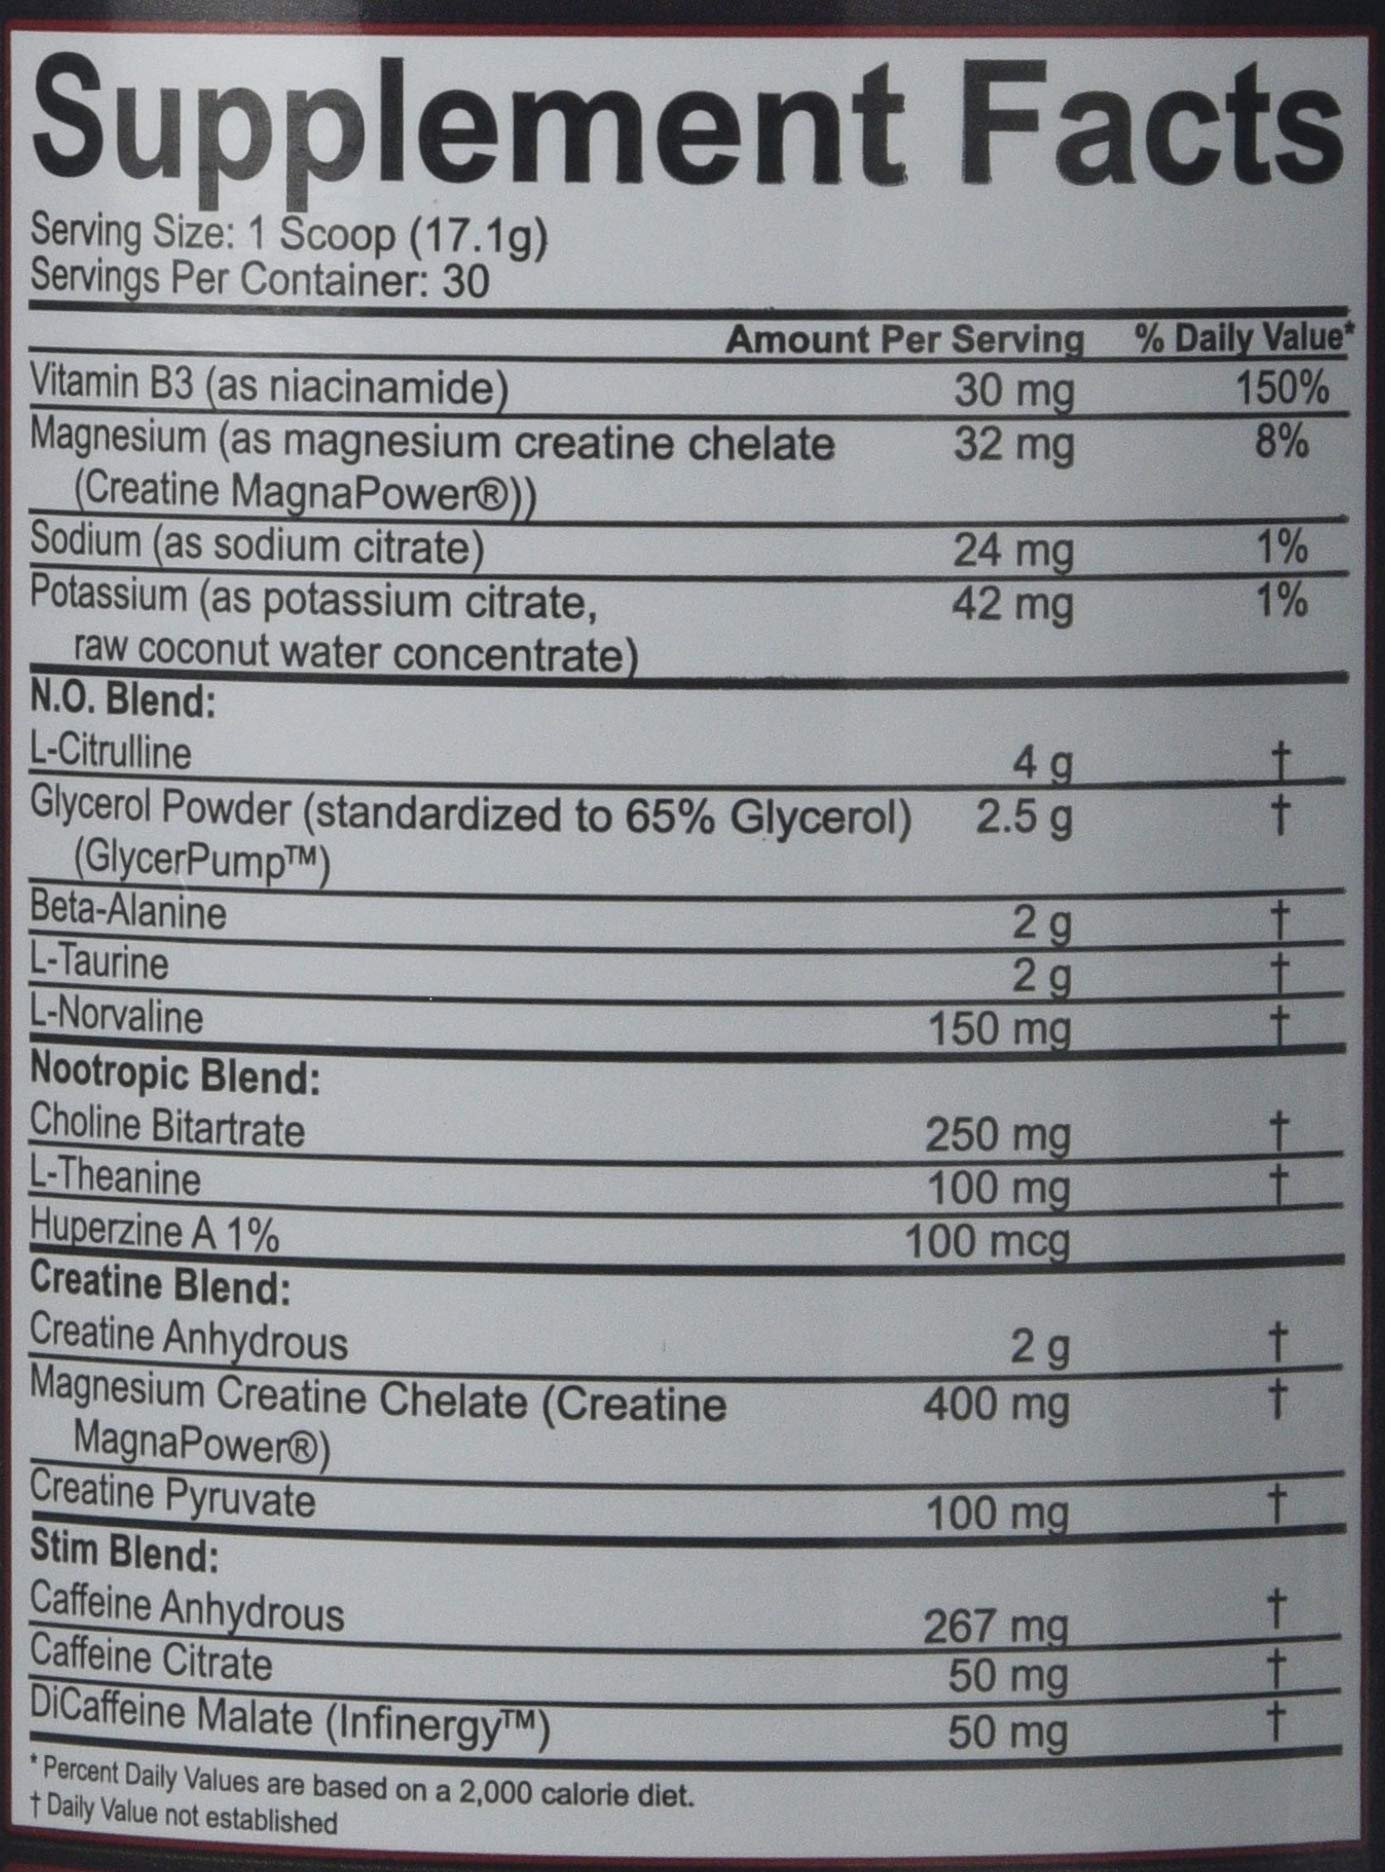 Supplement Facts
Serving Size: 1 Scoop (17.1g)
Servings Per Container: 30
Amount Per Serving % Daily Value*
Vitamin B3 (as niacinamide) 30 mg 150%
Magnesium (as magnesium creatine chelate 32 mg 8%
(Creatine MagnaPower®))
Sodium (as sodium citrate) 24 mg 1%
Potassium (as potassium citrate, 42 mg 1%
raw coconut water concentrate)
N.O. Blend:
L-Citrulline 4 g †
Glycerol Powder (standardized to 65% Glycerol) 2.5 g †
(GlycerPump™)
Beta-Alanine 2 g †
L-Taurine 2 g †
L-Norvaline 150 mg †
Nootropic Blend:
Choline Bitartrate 250 mg †
L-Theanine 100 mg †
Huperzine A 1% 100 mcg
Creatine Blend:
Creatine Anhydrous 2 g †
Magnesium Creatine Chelate (Creatine 400 mg †
MagnaPower®)
Creatine Pyruvate 100 mg †
Stim Blend:
Caffeine Anhydrous 267 mg †
Caffeine Citrate 50 mg †
DiCaffeine Malate (Infinergy™) 50 mg †
* Percent Daily Values are based on a 2,000 calorie diet.
† Daily Value not established